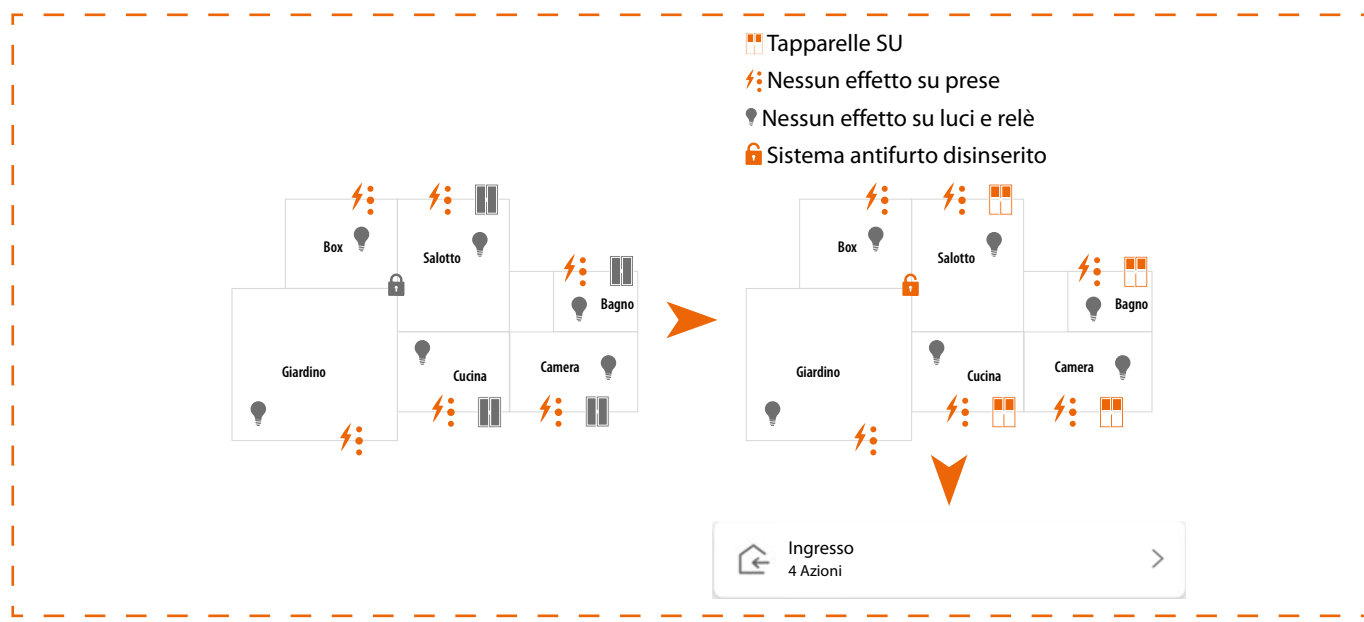 Tapparelle SU
Nessun effetto su prese
Nessun effetto su luci e relè
Sistema antifurto disinserito
Box
Salotto
Bagno
Giardino
Cucina
Camera
Box
Salotto
Bagno
Giardino
Cucina
Camera
Ingresso
4 Azioni